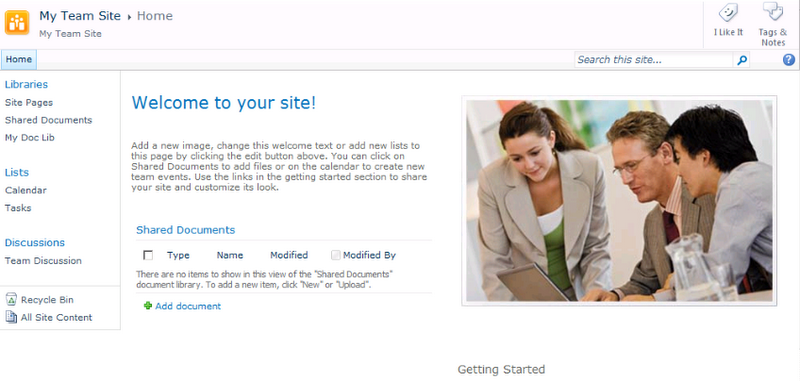 My Team Site › Home
My Team Site
I Like It
Tags &
Notes
Home
Search this site...
?
Libraries
Site Pages
Shared Documents
My Doc Lib
Lists
Calendar
Tasks
Discussions
Team Discussion
Recycle Bin
All Site Content
Welcome to your site!
Add a new image, change this welcome text or add new lists to
this page by clicking the edit button above. You can click on
Shared Documents to add files or on the calendar to create new
team events. Use the links in the getting started section to share
your site and customize its look.
Shared Documents
Type Name Modified Modified By
There are no items to show in this view of the "Shared Documents"
document library. To add a new item, click "New" or "Upload".
Add document
Getting Started